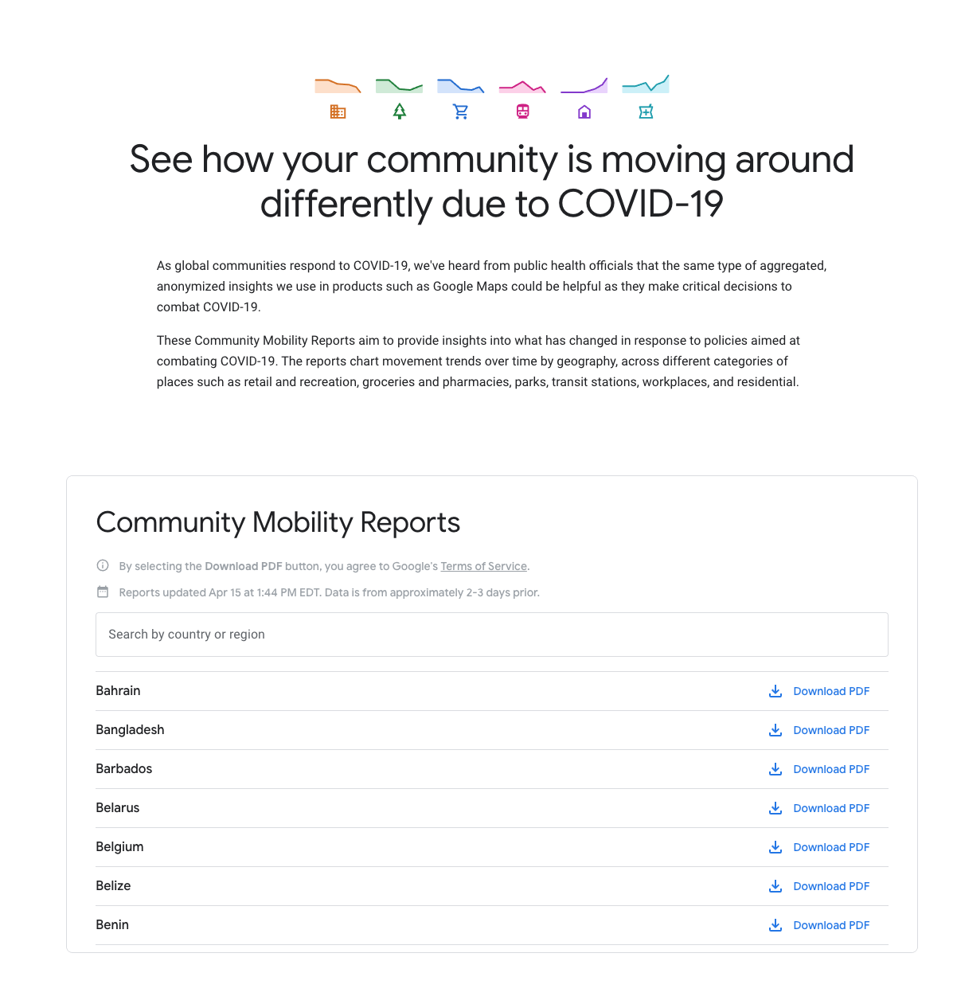 See how your community is moving around
differently due to COVID-19
As global communities respond to COVID-19, we've heard from public health officials that the same type of aggregated,
anonymized insights we use in products such as Google Maps could be helpful as they make critical decisions to
combat COVID-19.
These Community Mobility Reports aim to provide insights into what has changed in response to policies aimed at
combating COVID-19. The reports chart movement trends over time by geography, across different categories of
places such as retail and recreation, groceries and pharmacies, parks, transit stations, workplaces, and residential.
Community Mobility Reports
By selecting the Download PDF button, you agree to Google's Terms of Service.
Reports updated Apr 15 at 1:44 PM EDT. Data is from approximately 2-3 days prior.
Search by country or region
Bahrain Download PDF
Bangladesh Download PDF
Barbados Download PDF
Belarus Download PDF
Belgium Download PDF
Belize Download PDF
Benin Download PDF